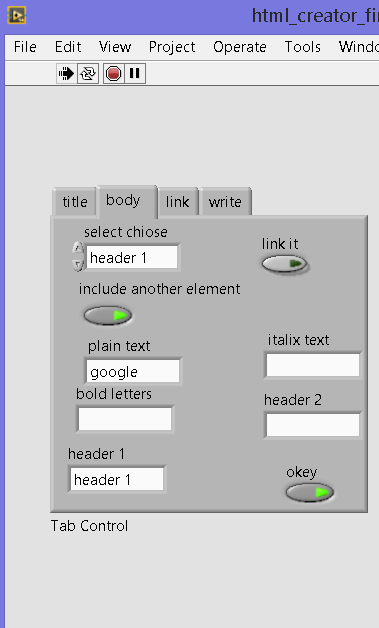 html_creator_fi
File Edit View Project Operate Tools Windo
title body link write
select chiose
header 1
link it
include another element
plain text
google
italix text
bold letters
header 2
header 1
header 1
okey
Tab Control